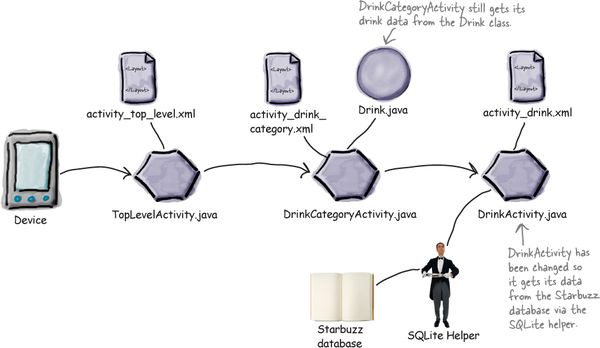 DrinkCategoryActivity still gets its
drink data from the Drink class.
<Layout>
</Layout>
<Layout>
</Layout>
<Layout>
</Layout>
activity_top_level.xml
activity_drink_
category.xml
Drink.java
activity_drink.xml
Device
TopLevelActivity.java
DrinkCategoryActivity.java
DrinkActivity.java
DrinkActivity has
been changed so
it gets its data
from the Starbuzz
database via the
SQLite helper.
Starbuzz
database
SQLite Helper